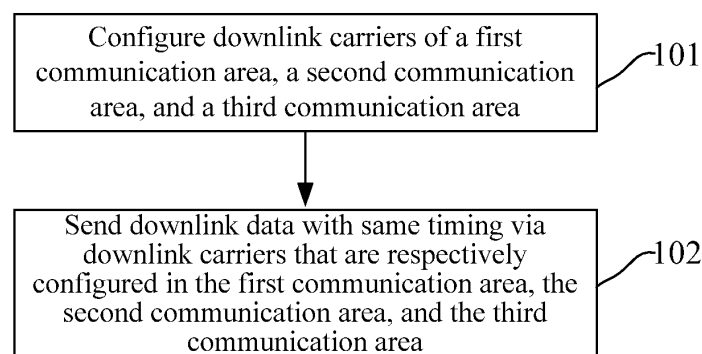 Configure downlink carriers of a first
communication area, a second communication
area, and a third communication area
101
Send downlink data with same timing via
downlink carriers that are respectively
configured in the first communication area, the
second communication area, and the third
communication area
102